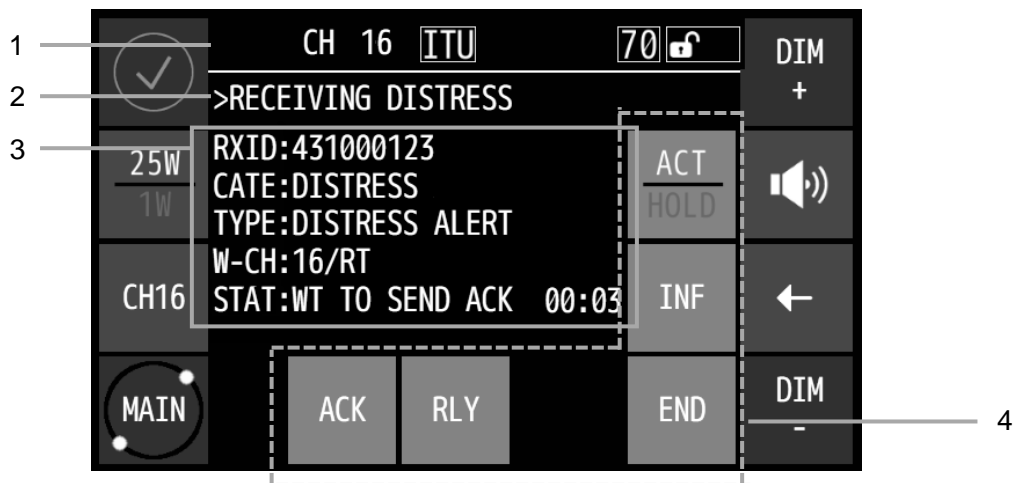 1
CH 16 ITU 70
DIM
+
2
>RECEIVING DISTRESS
3
25W
1W
RXID:431000123
CATE:DISTRESS
TYPE:DISTRESS ALERT
W-CH:16/RT
STAT:WT TO SEND ACK 00:03
ACT
HOLD
CH16
INF
←
MAIN
ACK
RLY
END
DIM
-
4